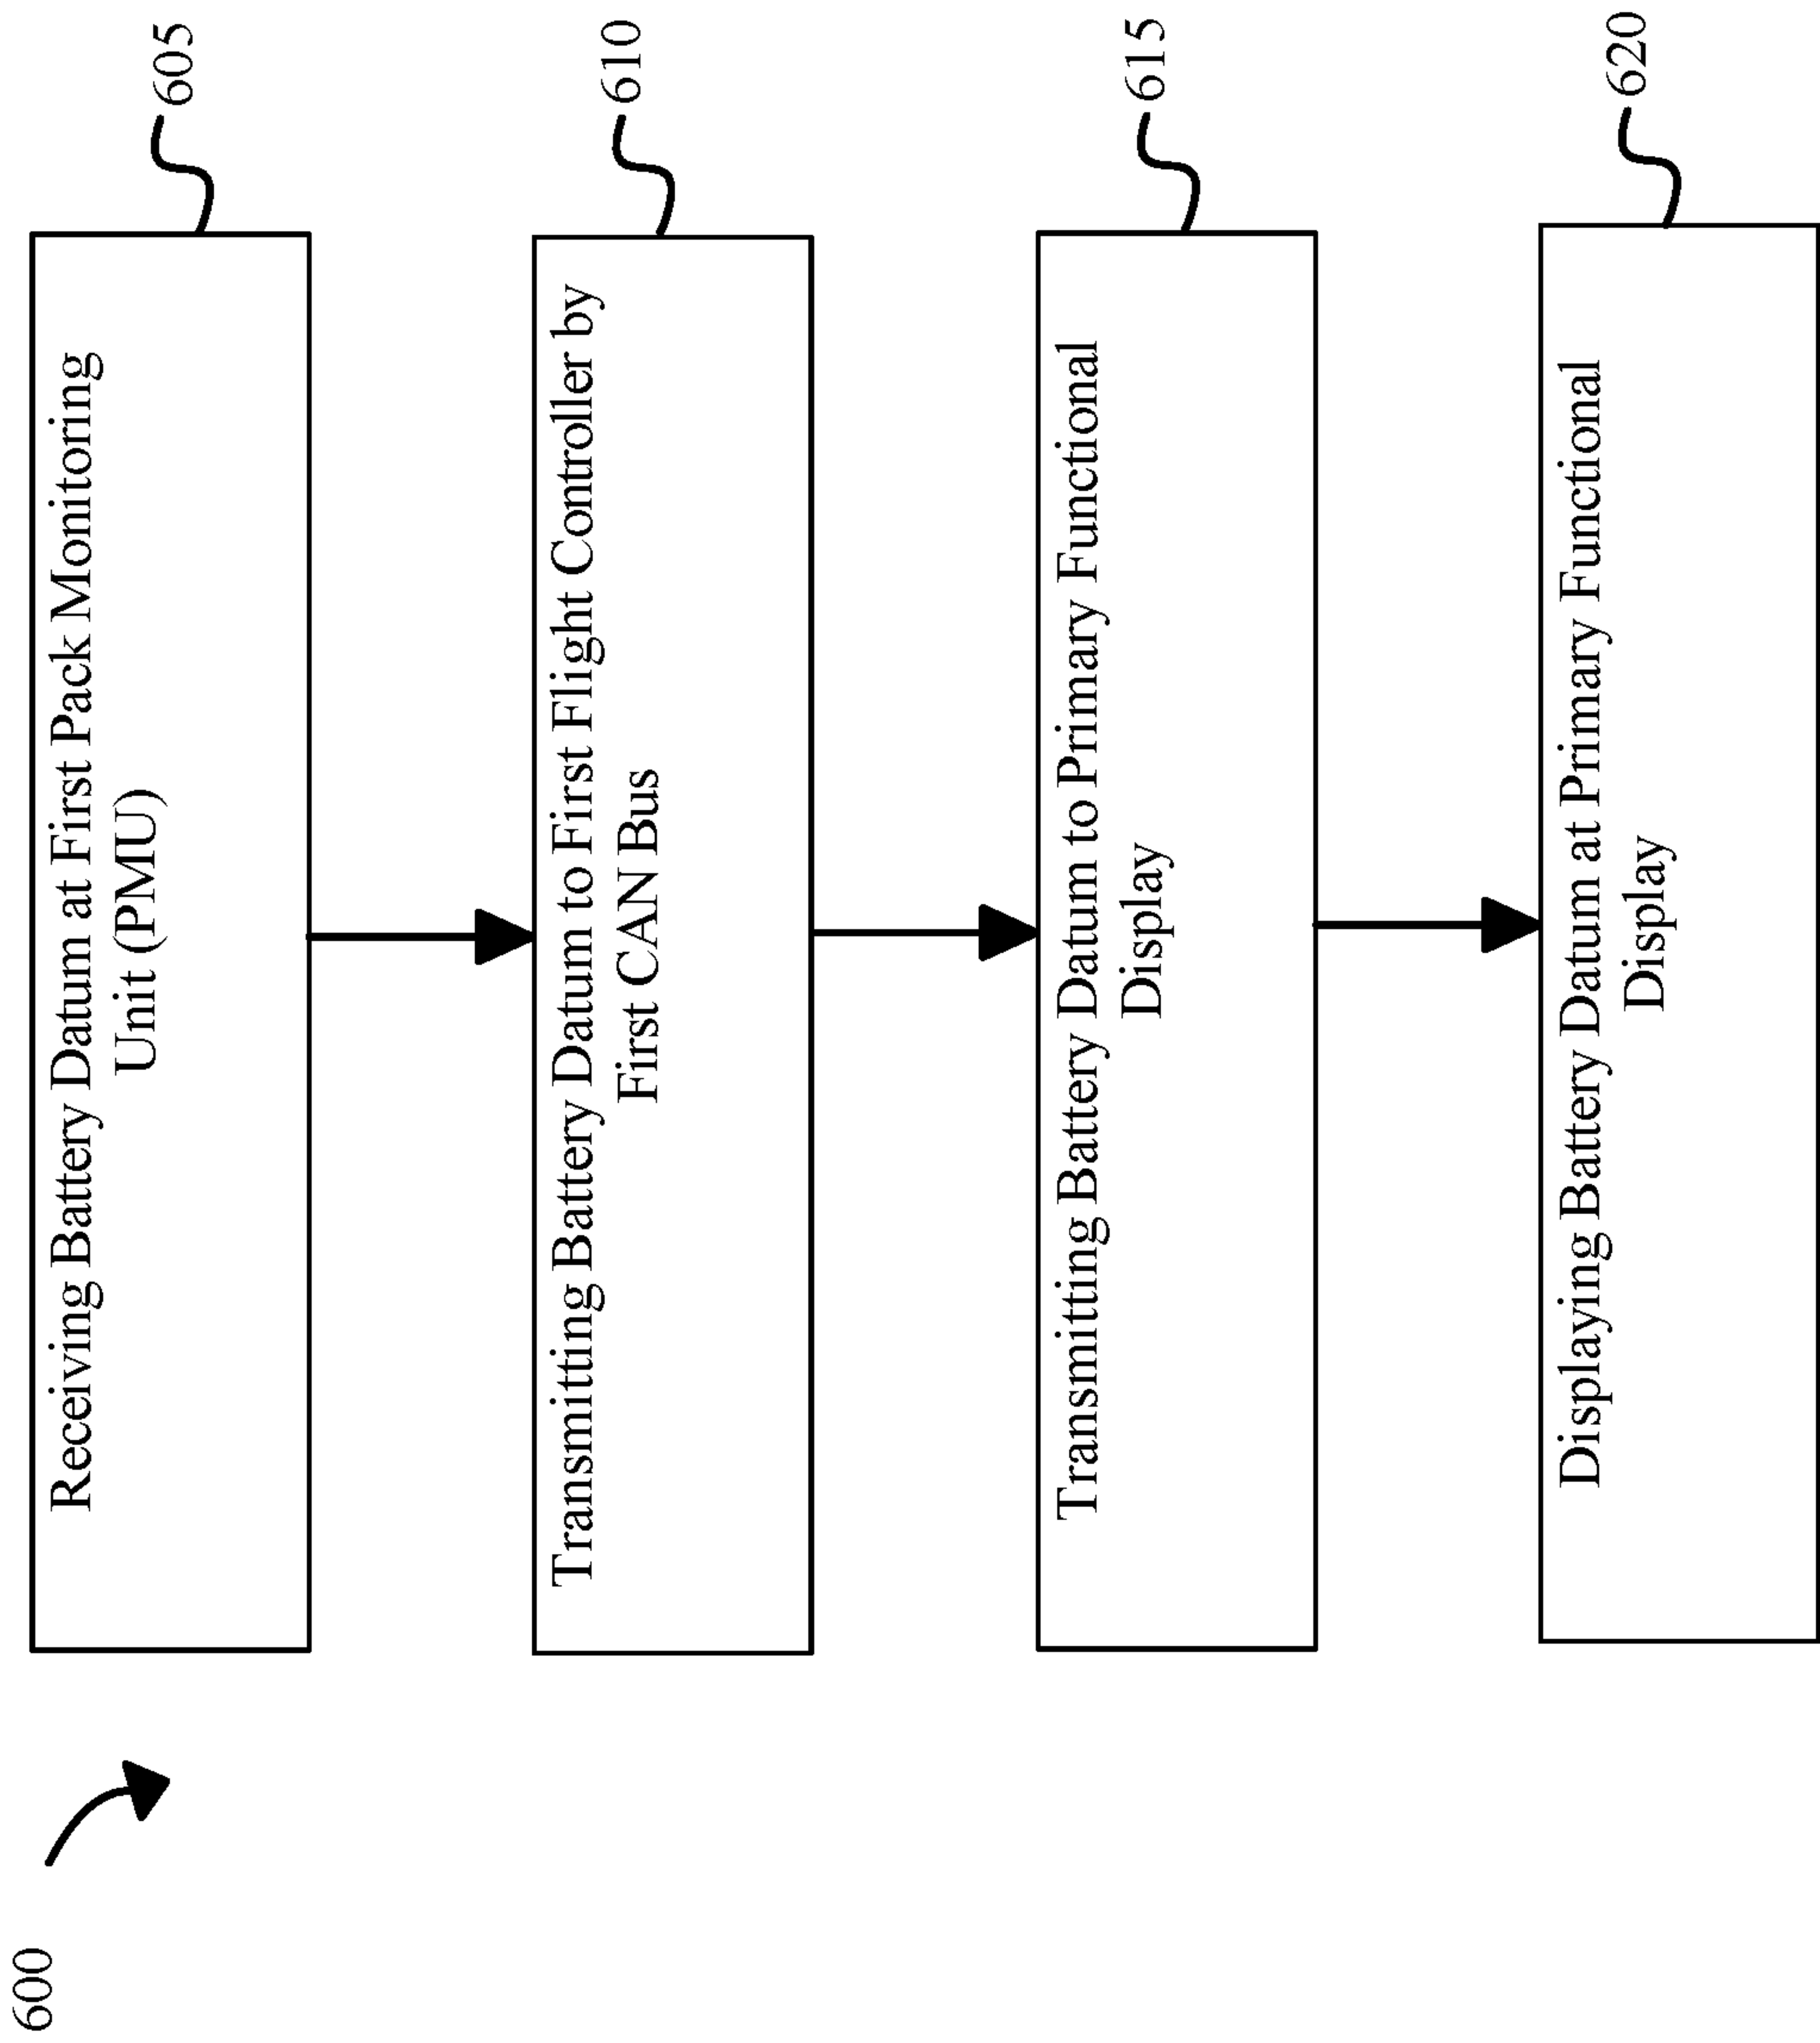 600
Receiving Battery Datum at First Pack Monitoring
Unit (PMU)
605
Transmitting Battery Datum to First Flight Controller by
First CAN Bus
610
Transmitting Battery Datum to Primary Functional
Display
615
Displaying Battery Datum at Primary Functional
Display
620